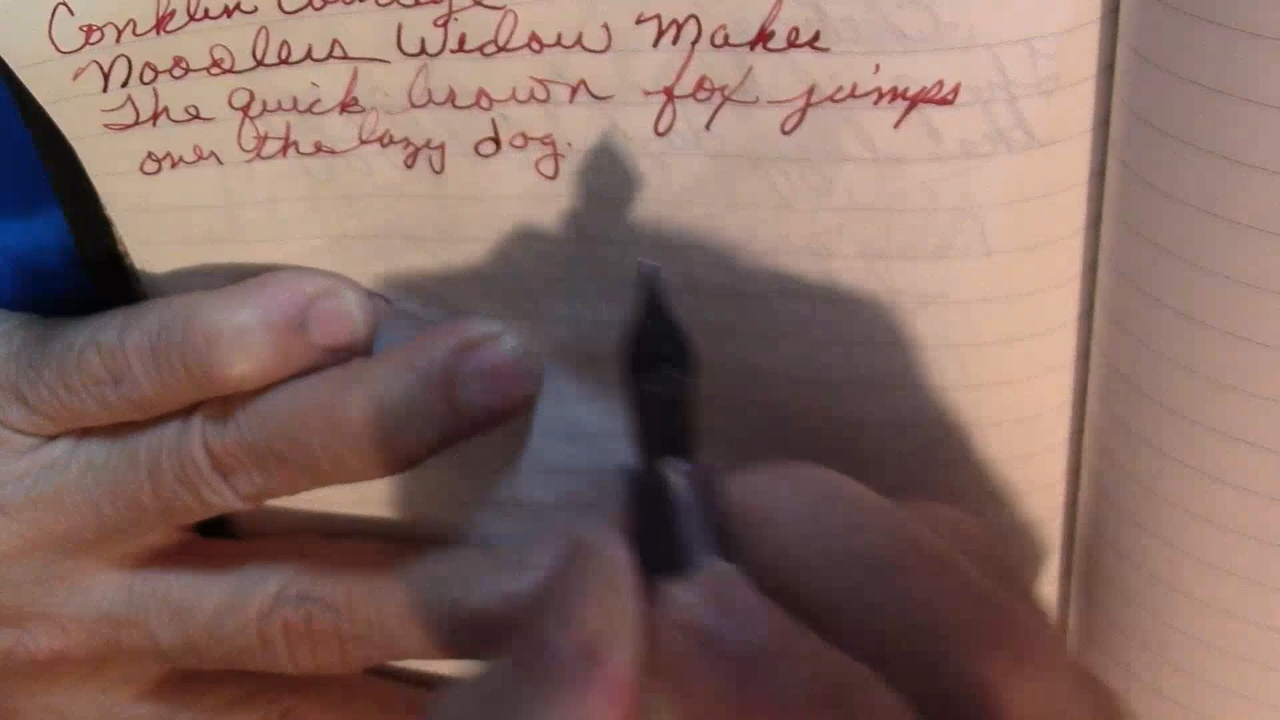 Conklin
Noodlers Widow Maker
The quick brown fox jumps
over the lazy dog.